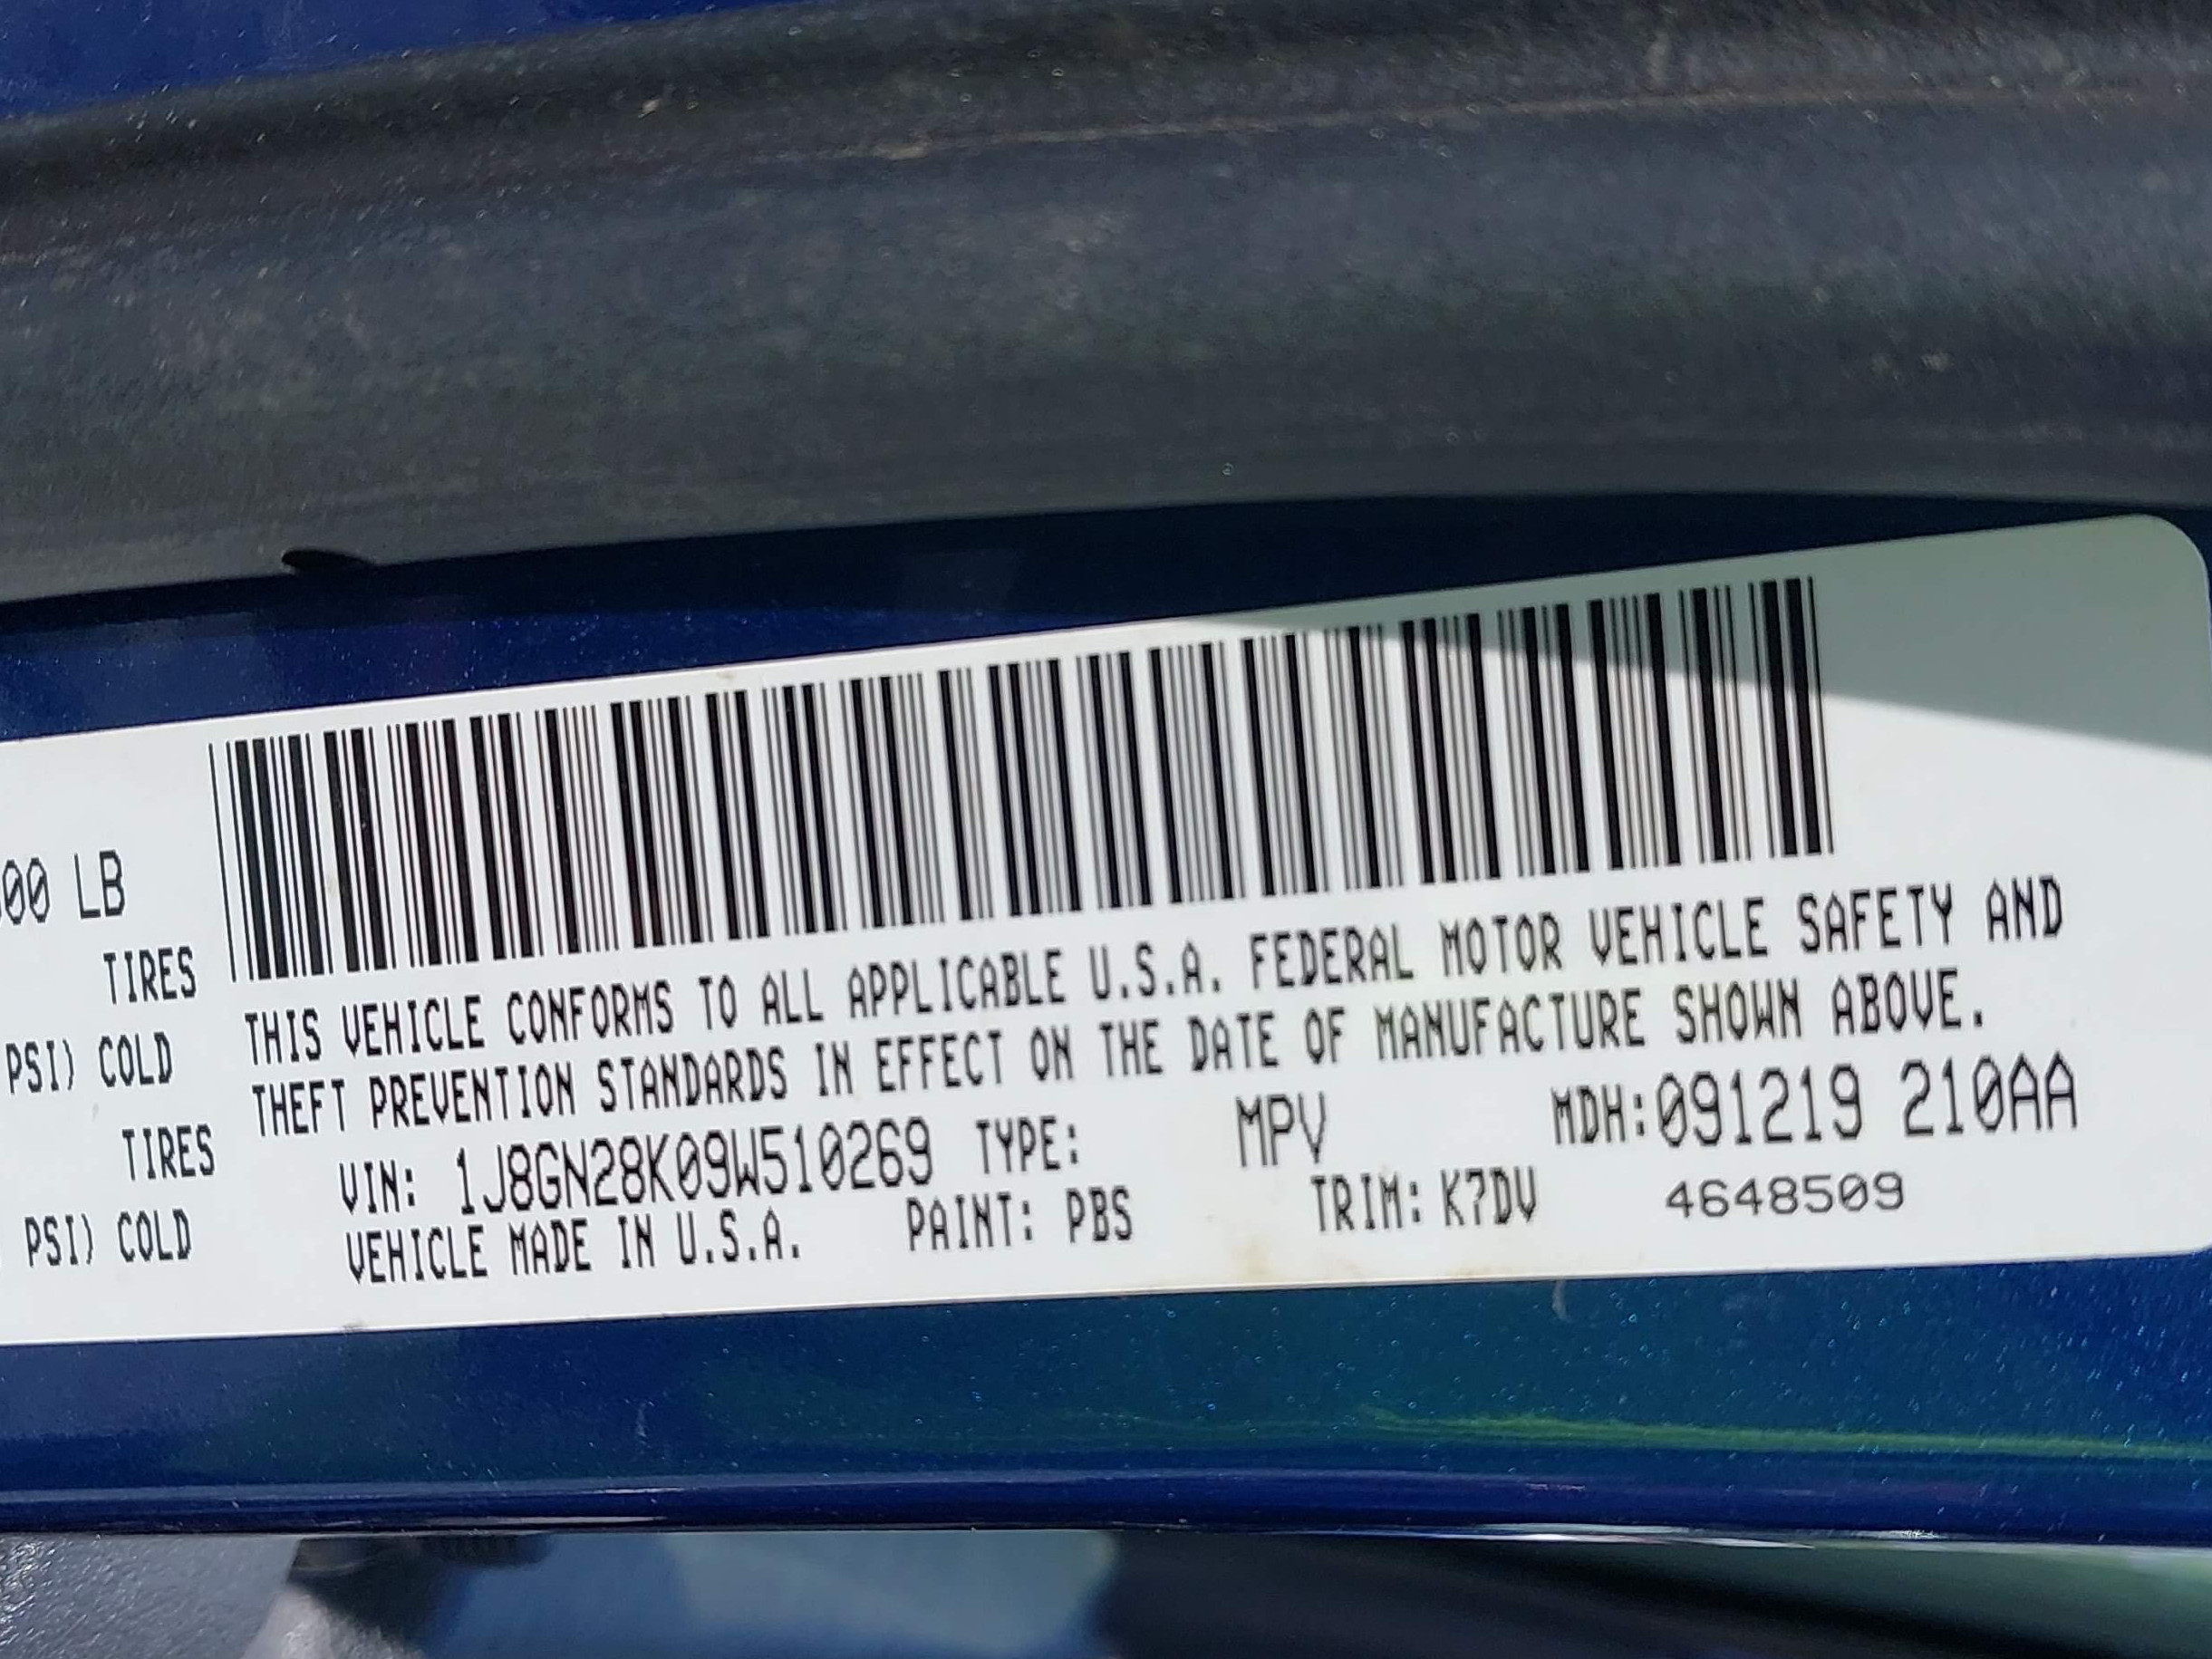 00 LB
TIRES
PSI) COLD
TIRES
PSI) COLD
THIS VEHICLE CONFORMS TO ALL APPLICABLE U.S.A. FEDERAL MOTOR VEHICLE SAFETY AND
THEFT PREVENTION STANDARDS IN EFFECT ON THE DATE OF MANUFACTURE SHOWN ABOVE.
VIN: 1J8GN28K09W510269 TYPE: MPV MDH:091219 210AA
VEHICLE MADE IN U.S.A. PAINT: PBS TRIM: K7DV 4648509